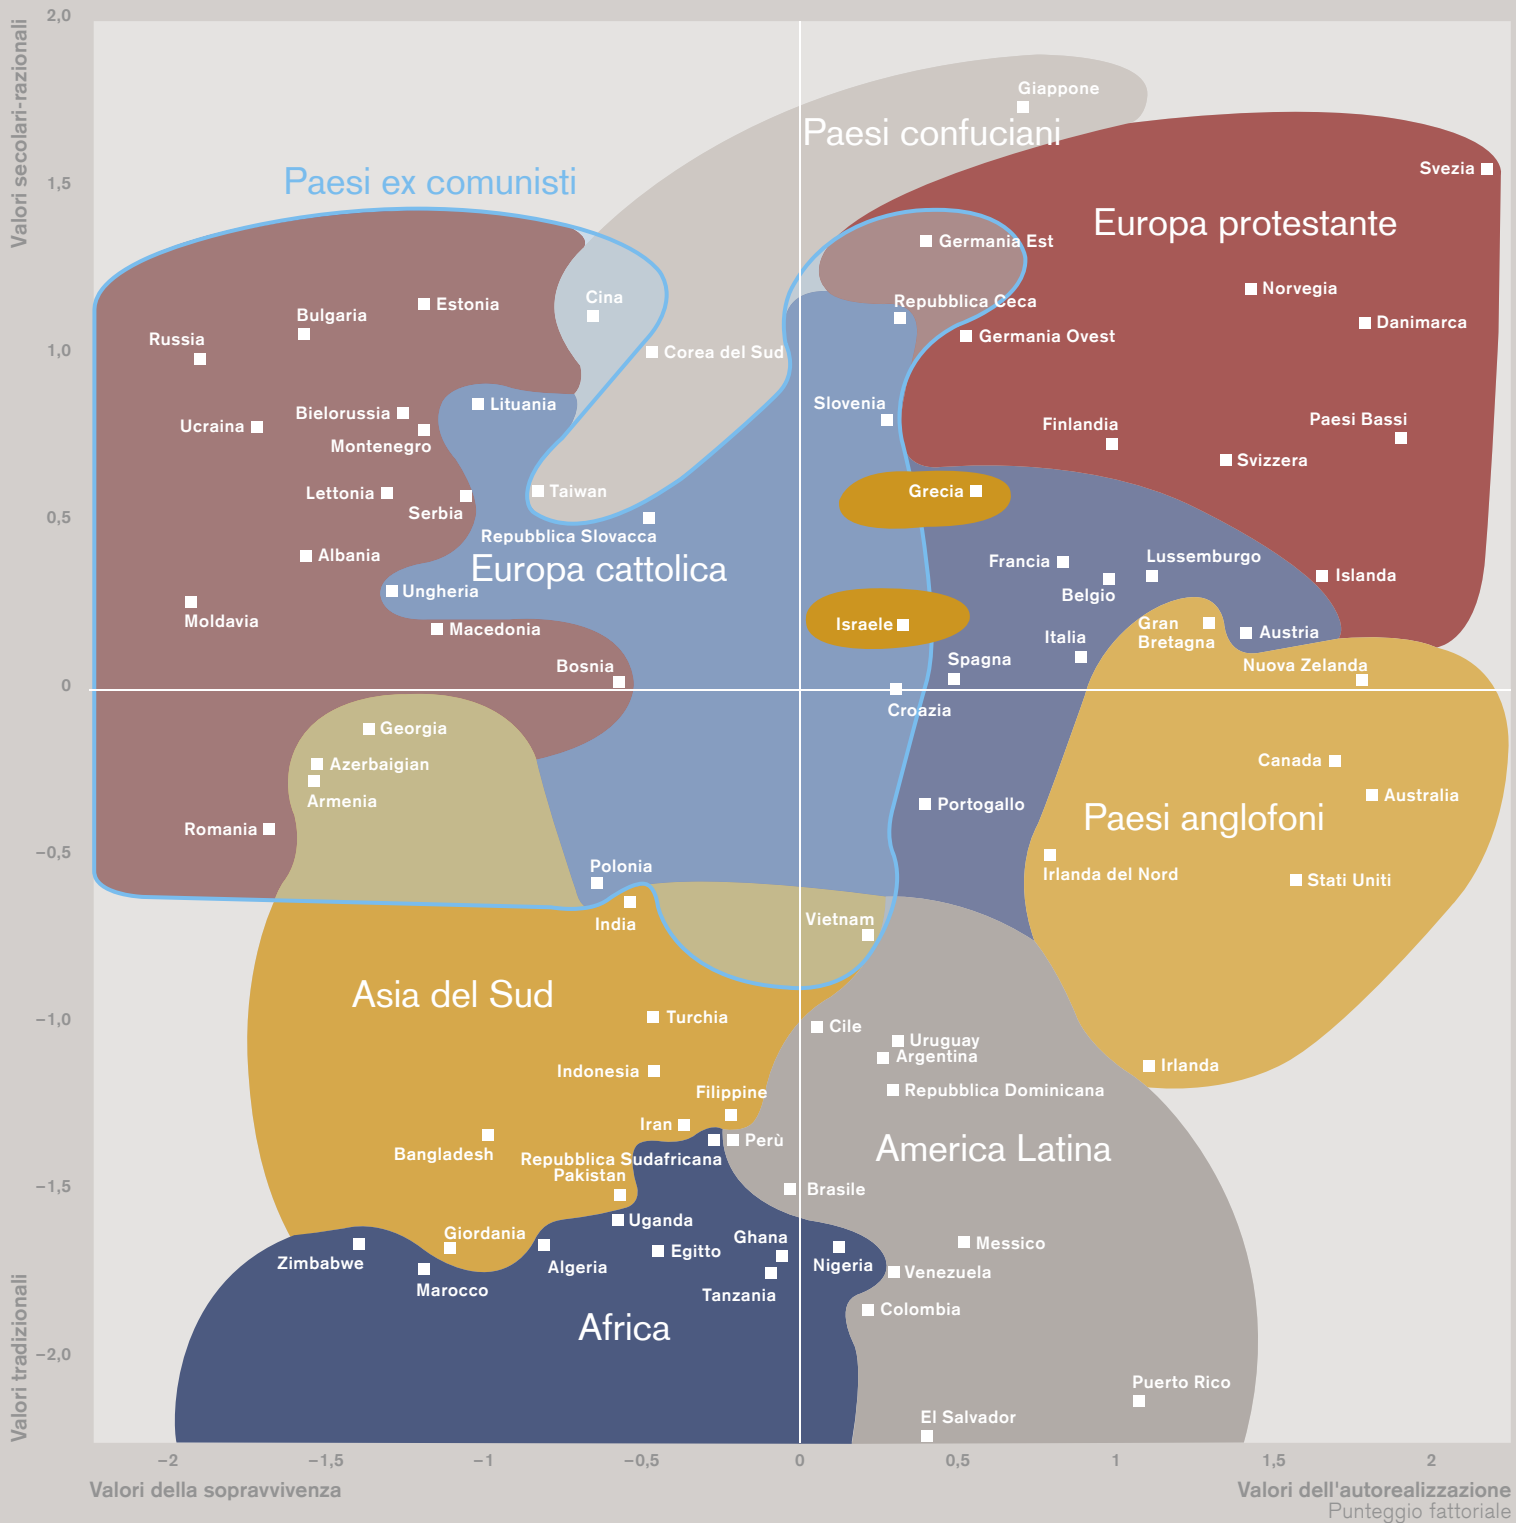 2,0
Valori secolari-razionali
Giappone
Paesi confuciani
Svezia
Paesi ex comunisti
1,5
Europa protestante
Germania Est
Norvegia
Cina
Estonia
Repubblica Ceca
Bulgaria
Danimarca
Russia
Germania Ovest
1,0
Corea del Sud
Lituania
Slovenia
Bielorussia
Paesi Bassi
Ucraina
Finlandia
Montenegro
Svizzera
Lettonia
Taiwan
Grecia
Serbia
0,5
Repubblica Slovacca
Albania
Lussemburgo
Francia
Europa cattolica
Islanda
Ungheria
Belgio
Moldavia
Israele
Gran
Bretagna
Macedonia
Austria
Italia
Spagna
Bosnia
Nuova Zelanda
0
Croazia
Georgia
Azerbaigian
Canada
Armenia
Australia
Portogallo
Paesi anglofoni
Romania
−0,5
Polonia
Irlanda del Nord
Stati Uniti
India
Vietnam
Asia del Sud
Turchia
−1,0
Cile
Uruguay
Argentina
Irlanda
Indonesia
Filippine
Repubblica Dominicana
Iran
Perù
America Latina
Bangladesh
Repubblica Sudafricana
Pakistan
−1,5
Brasile
Uganda
Giordania
Ghana
Messico
Egitto
Zimbabwe
Algeria
Nigeria
Venezuela
Marocco
Tanzania
Colombia
Africa
Valori tradizionali
−2,0
Puerto Rico
El Salvador
−2
−1,5
−1
−0,5
0
0,5
1
1,5
2
Valori della sopravvivenza
Valori dell'autorealizzazione
Punteggio fattoriale